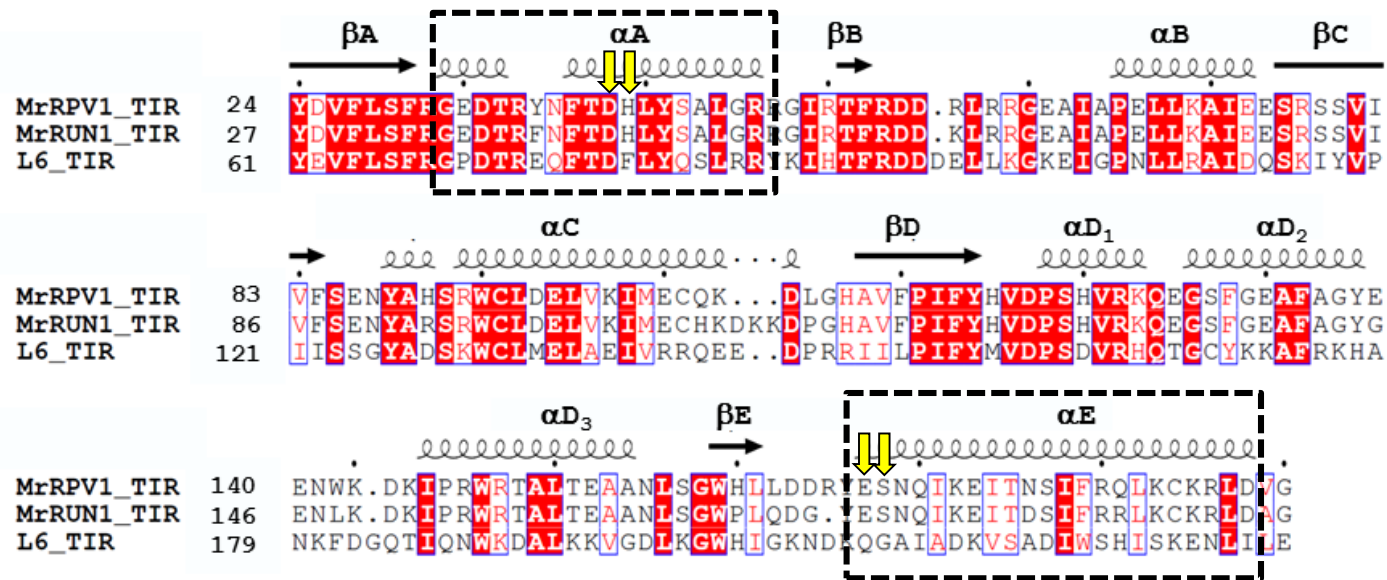 βA αA βB αB βC
MrRPV1_TIR 24 YDVFLSFRGEDTRYNFTDHLYSALGRRGIRTFRDD.RLRRGEAIAPELLKAIEESRSSVI
MrRUN1_TIR 27 YDVFLSFRGEDTRFNFTDHLYSALGRRGIRTFRDD.KLRRGEAIAPELLKAIEESRSSVI
L6_TIR 61 YEVFLSFRGPDTREQFTDFLYQSLRRYKIHTFRDDDELLKGKEIGPNLLRAIDQSKIYVP
αC βD αD1 αD2
MrRPV1_TIR 83 VFSENYAHSRWCLDELVKIMECQK...DLGHAVFPIFYHVDPSHVRKQEGSFGEAFAGYE
MrRUN1_TIR 86 VFSENYARSRWCLDELVKIMECHKDKKDPGHAVFPIFYHVDPSHVRKQEGSFGEAFAGYG
L6_TIR 121 IISSGYADSKWCLMELAEIVRRQEE..DPRRIILPIFYMVDPSDVRHQTGCYKKAFRKHA
αD3 βE αE
MrRPV1_TIR 140 ENWK.DKIPRWRTALTEAANLSGWHLLDDRYESNQIKEITNSIFRQLKCKRLDVG
MrRUN1_TIR 146 ENLK.DKIPRWRTALTEAANLSGWPLQDG.YESNQIKEITDSIFRRLKCKRLDAG
L6_TIR 179 NKFDGQTIQNWKDALKKVGDLKGWHIGKNDKQGAIADKVSADIWSHISKENLILE